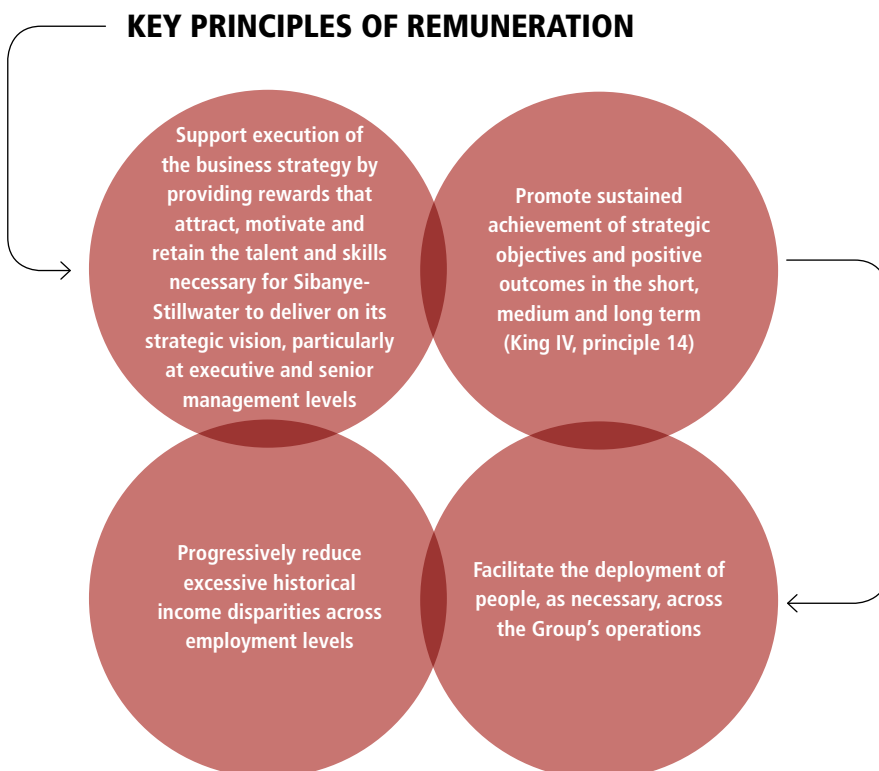 KEY PRINCIPLES OF REMUNERATION
Support execution of
the business strategy by
providing rewards that
attract, motivate and
retain the talent and skills
necessary for Sibanye-
Stillwater to deliver on its
strategic vision, particularly
at executive and senior
management levels
Promote sustained
achievement of strategic
objectives and positive
outcomes in the short,
medium and long term
(King IV, principle 14)
Progressively reduce
excessive historical
income disparities across
employment levels
Facilitate the deployment of
people, as necessary, across
the Group's operations